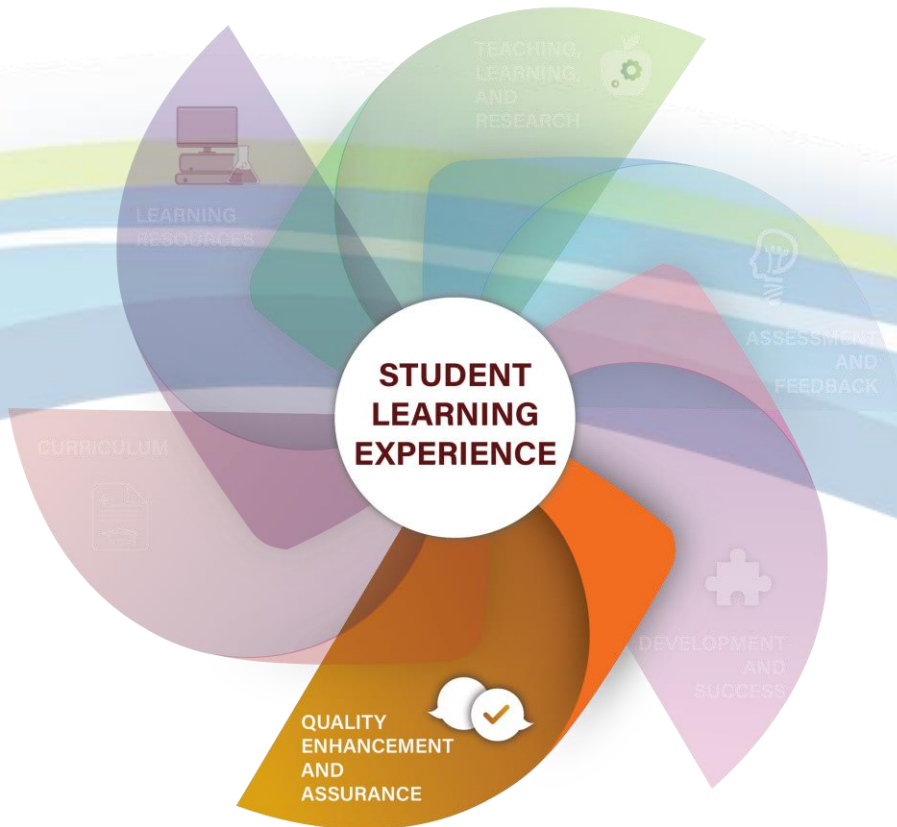 TEACHING,
LEARNING,
AND
RESEARCH
LEARNING
RESOURCES
ASSESSMENT
AND
FEEDBACK
STUDENT
LEARNING
EXPERIENCE
CURRICULUM
DEVELOPMENT
AND
SUCCESS
QUALITY
ENHANCEMENT
AND
ASSURANCE